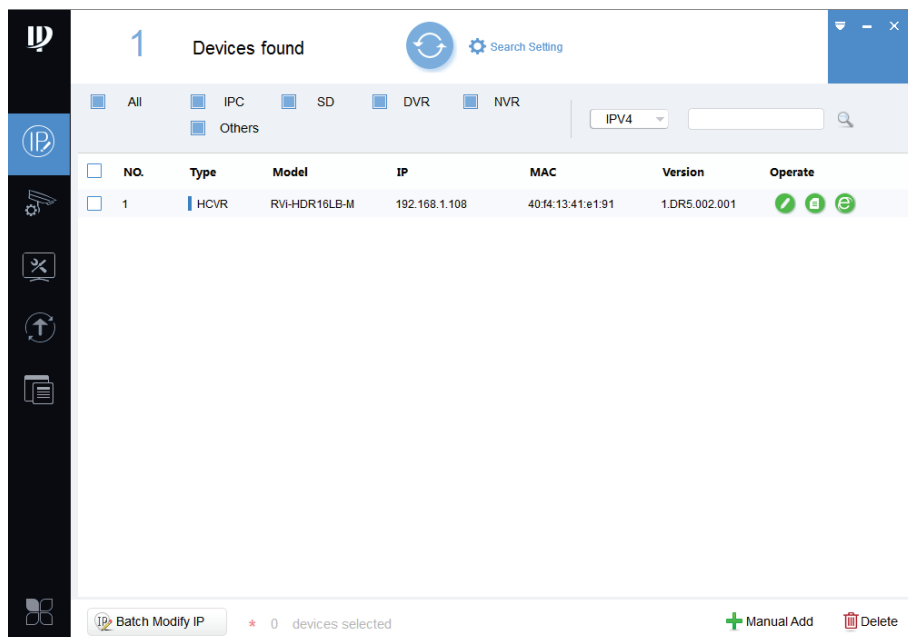 1 Devices found Search Setting
All IPC SD DVR NVR
Others
IPV4
NO. Type Model IP MAC Version Operate
1 HCVR RVi-HDR16LB-M 192.168.1.108 40:f4:13:41:e1:91 1.DR5.002.001
Batch Modify IP * 0 devices selected Manual Add Delete